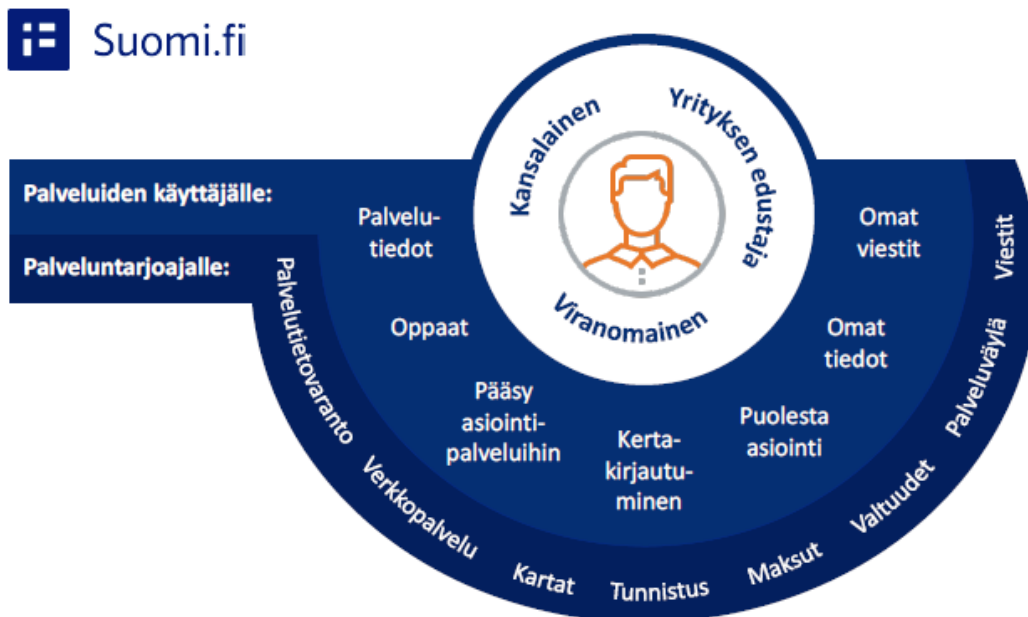 Suomi.fi
Kansalainen
Yrityksen edustaja
Viranomainen
Palveluiden käyttäjälle:
Palvelu-
tiedot
Oppaat
Pääsy
asiointi-
palveluihin
Kerta-
kirjautu-
minen
Puolesta
asiointi
Omat
tiedot
Omat
viestit
Palveluntarjoajalle:
Palvelutietovaranto
Verkkopalvelu
Kartat
Tunnistus
Maksut
Valtuudet
Palveluväylä
Viestit